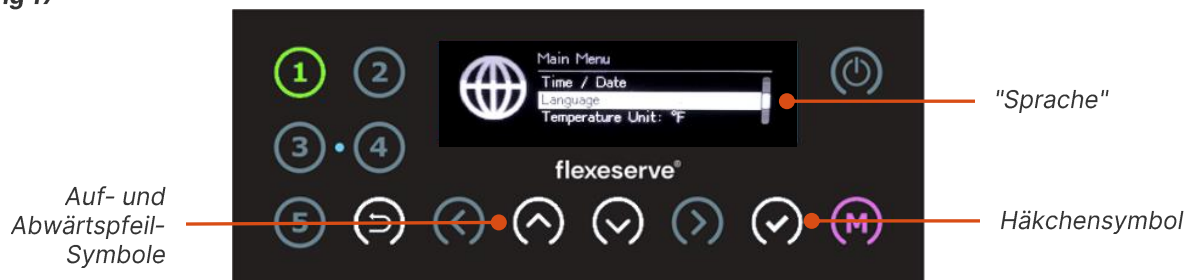 1 2
Main Menu
Time / Date
Language
Temperature Unit: °F
"Sprache"
3 4
flexeserve®
Auf- und
Abwärtspfeil-
Symbole
5
M
Häkchensymbol